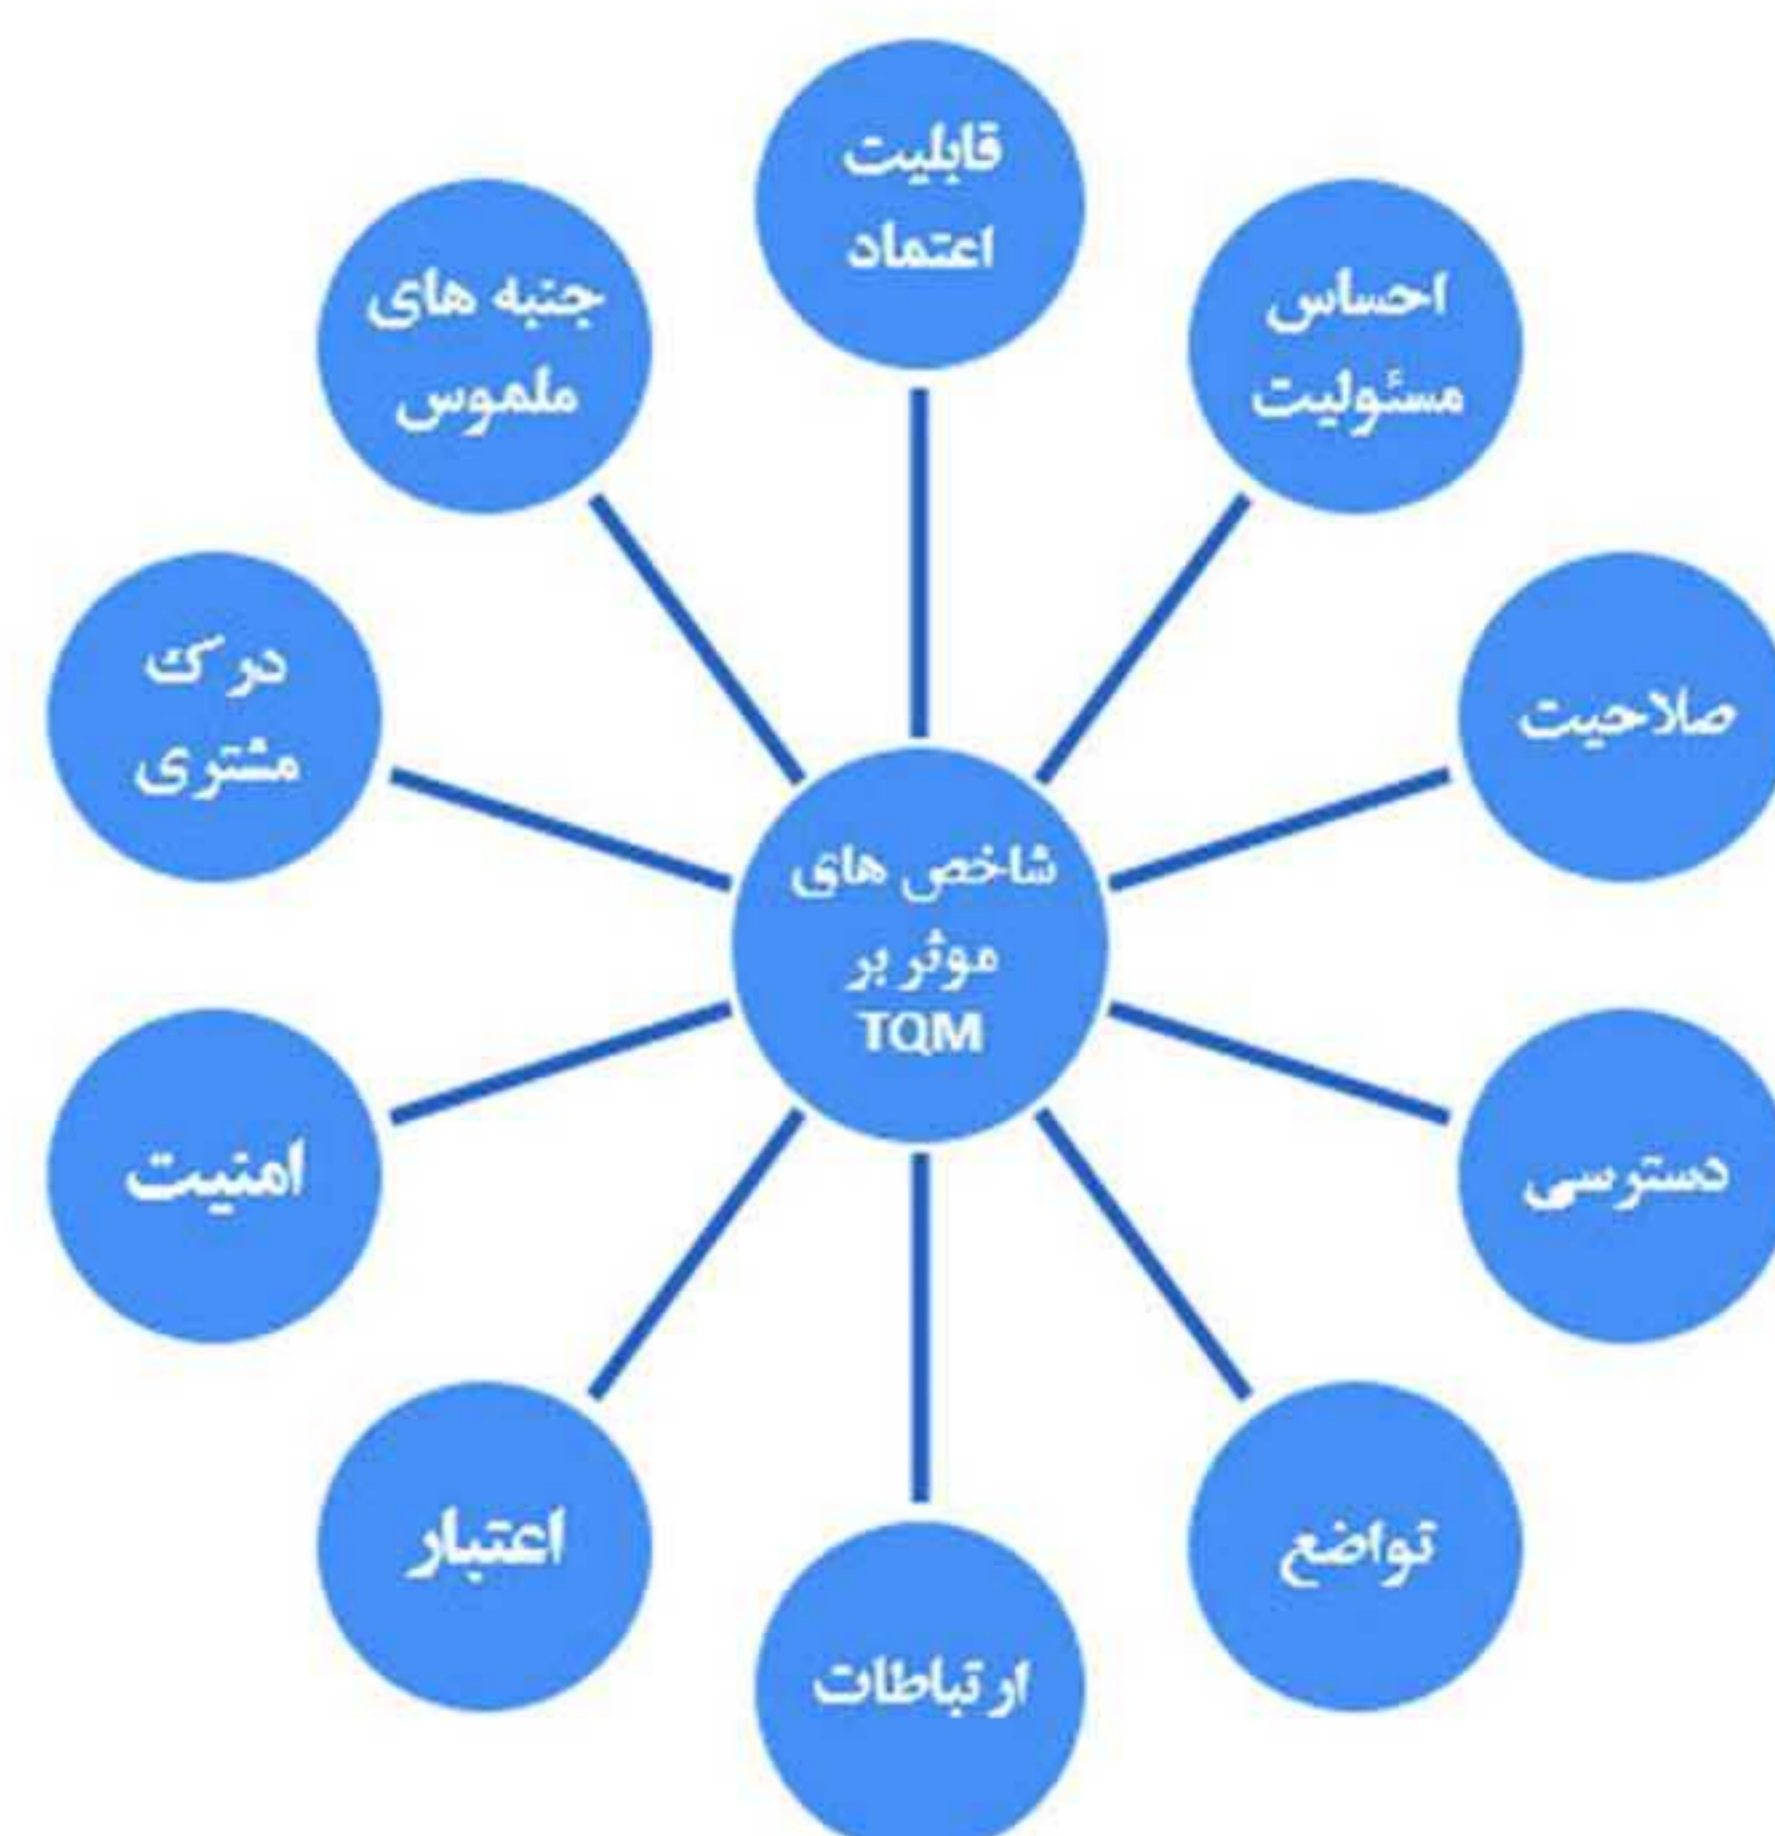 قابلیت
اعتماد
احساس
مسئولیت
صلاحیت
دسترسی
تواضع
ارتباطات
اعتبار
امنیت
درک
مشتری
جنبه های
ملموس
شاخص های
موثر بر
TQM